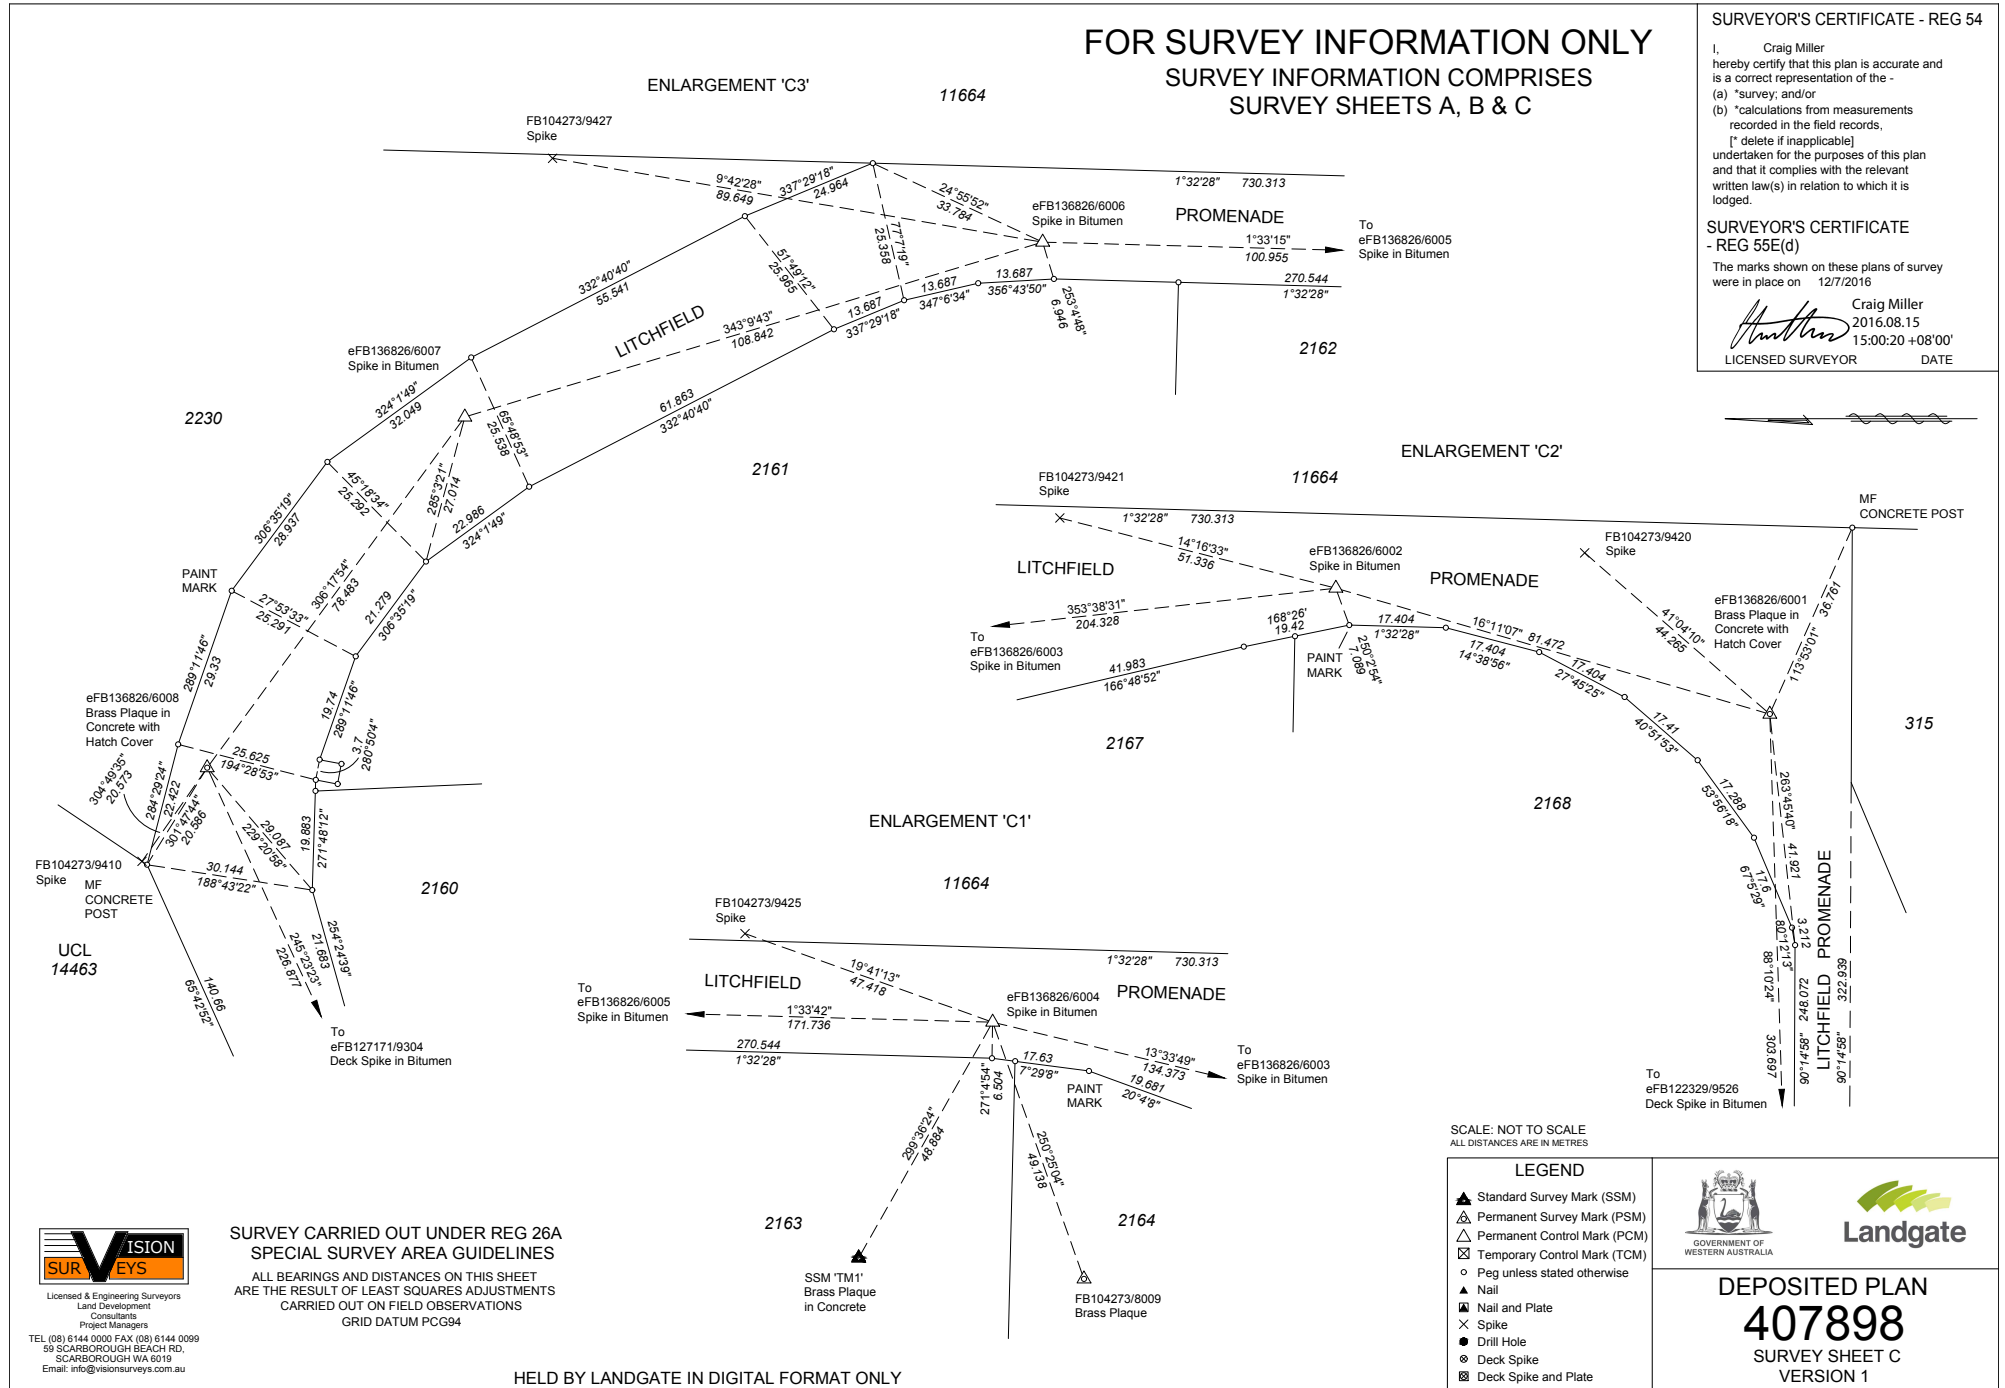 FOR SURVEY INFORMATION ONLY
SURVEY INFORMATION COMPRISES
SURVEY SHEETS A, B & C
SURVEYOR'S CERTIFICATE - REG 54
I, Craig Miller
hereby certify that this plan is accurate and
is a correct representation of the -
(a) *survey; and/or
(b) *calculations from measurements
recorded in the field records,
[* delete if inapplicable]
undertaken for the purposes of this plan
and that it complies with the relevant
written law(s) in relation to which it is
lodged.
SURVEYOR'S CERTIFICATE
- REG 55E(d)
The marks shown on these plans of survey
were in place on 12/7/2016
Craig Miller
2016.08.15
15:00:20 +08'00'
LICENSED SURVEYOR DATE
ENLARGEMENT 'C3'
11664
FB104273/9427
Spike
9°42'28"
89.649
337°29'18"
24.964
24°55'52"
33.784
1°32'28" 730.313
eFB136826/6006
Spike in Bitumen
PROMENADE
1°33'15"
100.955
To
eFB136826/6005
Spike in Bitumen
77°7'19"
25.358
51°49'12"
25.965
332°40'40"
55.541
13.687
337°29'18"
13.687
347°6'34"
13.687
356°43'50"
270.544
1°32'28"
253°4'48"
6.946
LITCHFIELD
343°9'43"
108.842
2162
eFB136826/6007
Spike in Bitumen
324°1'49"
32.049
61.863
332°40'40"
65°48'53"
25.538
2230
2161
285°3'21"
27.014
45°18'34"
25.292
22.986
324°1'49"
306°35'19"
28.937
PAINT
MARK
27°53'33"
25.291
306°17'54"
78.483
21.279
306°35'19"
289°11'46"
29.33
19.74
289°11'46"
3.7
280°50'4"
eFB136826/6008
Brass Plaque in
Concrete with
Hatch Cover
25.625
194°28'53"
304°49'35"
20.573
284°29'24"
22.422
301°47'44"
20.586
29.087
229°20'58"
19.883
271°48'12"
FB104273/9410
Spike
MF
CONCRETE
POST
30.144
188°43'22"
2160
UCL
14463
140.66
65°42'52"
245°23'23"
226.877
254°24'39"
21.683
To
eFB127171/9304
Deck Spike in Bitumen
ENLARGEMENT 'C2'
11664
FB104273/9421
Spike
1°32'28" 730.313
MF
CONCRETE POST
14°16'33"
51.336
eFB136826/6002
Spike in Bitumen
FB104273/9420
Spike
LITCHFIELD
PROMENADE
353°38'31"
204.328
To
eFB136826/6003
Spike in Bitumen
168°26'
19.42
41.983
166°48'52"
PAINT
MARK
250°2'54"
7.089
17.404
1°32'28"
16°11'07" 81.472
17.404
14°38'56"
17.404
27°45'25"
17.41
40°51'53"
17.288
53°56'18"
17.6
67°5'29"
3.212
80°12'13"
41°04'10"
44.265
eFB136826/6001
Brass Plaque in
Concrete with
Hatch Cover
113°53'01" 36.761
315
2167
2168
263°45'40" 41.921
88°10'24" 303.697
90°14'58" 248.072
LITCHFIELD PROMENADE
90°14'58" 322.939
To
eFB122329/9526
Deck Spike in Bitumen
ENLARGEMENT 'C1'
11664
FB104273/9425
Spike
1°32'28" 730.313
19°41'13"
47.418
LITCHFIELD
PROMENADE
To
eFB136826/6005
Spike in Bitumen
1°33'42"
171.736
eFB136826/6004
Spike in Bitumen
270.544
1°32'28"
13°33'49"
134.373
To
eFB136826/6003
Spike in Bitumen
17.63
7°29'8"
271°4'54"
6.504
PAINT
MARK
19.681
20°4'8"
299°36'24"
48.884
250°25'04"
49.138
2163
2164
SSM 'TM1'
Brass Plaque
in Concrete
FB104273/8009
Brass Plaque
VISION
SURVEYS
Licensed & Engineering Surveyors
Land Development
Consultants
Project Managers
TEL (08) 6144 0000 FAX (08) 6144 0099
59 SCARBOROUGH BEACH RD,
SCARBOROUGH WA 6019
Email: info@visionsurveys.com.au
SURVEY CARRIED OUT UNDER REG 26A
SPECIAL SURVEY AREA GUIDELINES
ALL BEARINGS AND DISTANCES ON THIS SHEET
ARE THE RESULT OF LEAST SQUARES ADJUSTMENTS
CARRIED OUT ON FIELD OBSERVATIONS
GRID DATUM PCG94
HELD BY LANDGATE IN DIGITAL FORMAT ONLY
SCALE: NOT TO SCALE
ALL DISTANCES ARE IN METRES
LEGEND
Standard Survey Mark (SSM)
Permanent Survey Mark (PSM)
Permanent Control Mark (PCM)
Temporary Control Mark (TCM)
Peg unless stated otherwise
Nail
Nail and Plate
Spike
Drill Hole
Deck Spike
Deck Spike and Plate
GOVERNMENT OF
WESTERN AUSTRALIA
Landgate
DEPOSITED PLAN
407898
SURVEY SHEET C
VERSION 1